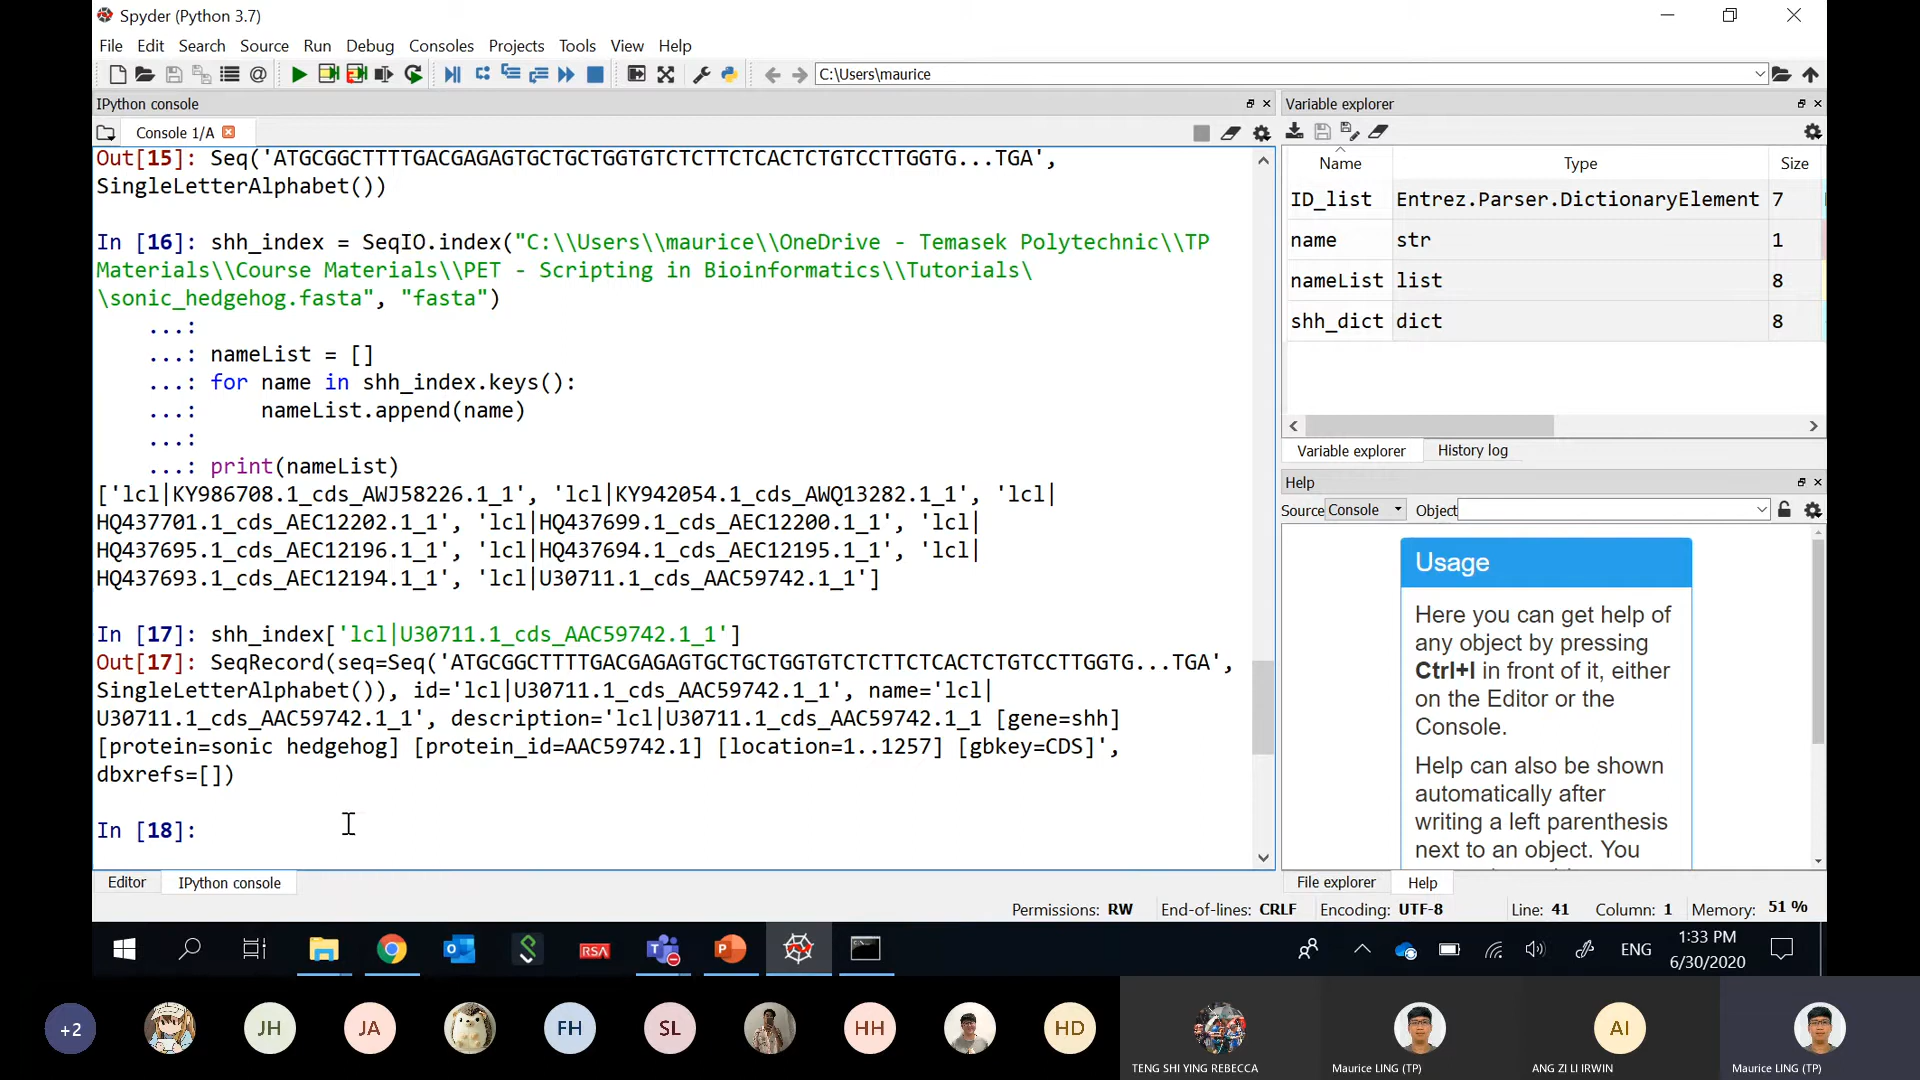 Spyder (Python 3.7)
File Edit Search Source Run Debug Consoles Projects Tools View Help
C:\Users\maurice
IPython console
Console 1/A
Out[15]: Seq('ATGCGGCTTTTGACGAGAGTGCTGCTGGTGTCTCTTCTCACTCTGTCCTTGGTG...TGA',
SingleLetterAlphabet())
In [16]: shh_index = SeqIO.index("C:\\Users\\maurice\\OneDrive - Temasek Polytechnic\\TP
Materials\\Course Materials\\PET - Scripting in Bioinformatics\\Tutorials\
\sonic_hedgehog.fasta", "fasta")
...:
...: nameList = []
...: for name in shh_index.keys():
...:     nameList.append(name)
...:
...: print(nameList)
['lcl|KY986708.1_cds_AWJ58226.1_1', 'lcl|KY942054.1_cds_AWQ13282.1_1', 'lcl|
HQ437701.1_cds_AEC12202.1_1', 'lcl|HQ437699.1_cds_AEC12200.1_1', 'lcl|
HQ437695.1_cds_AEC12196.1_1', 'lcl|HQ437694.1_cds_AEC12195.1_1', 'lcl|
HQ437693.1_cds_AEC12194.1_1', 'lcl|U30711.1_cds_AAC59742.1_1']
In [17]: shh_index['lcl|U30711.1_cds_AAC59742.1_1']
Out[17]: SeqRecord(seq=Seq('ATGCGGCTTTTGACGAGAGTGCTGCTGGTGTCTCTTCTCACTCTGTCCTTGGTG...TGA',
SingleLetterAlphabet()), id='lcl|U30711.1_cds_AAC59742.1_1', name='lcl|
U30711.1_cds_AAC59742.1_1', description='lcl|U30711.1_cds_AAC59742.1_1 [gene=shh]
[protein=sonic hedgehog] [protein_id=AAC59742.1] [location=1..1257] [gbkey=CDS]',
dbxrefs=[])
In [18]:
Editor IPython console
Variable explorer
Name Type Size
ID_list Entrez.Parser.DictionaryElement 7
name str 1
nameList list 8
shh_dict dict 8
Variable explorer History log
Help
Source Console Object
Usage
Here you can get help of
any object by pressing
Ctrl+I in front of it, either
on the Editor or the
Console.
Help can also be shown
automatically after
writing a left parenthesis
next to an object. You
File explorer Help
Permissions: RW End-of-lines: CRLF Encoding: UTF-8 Line: 41 Column: 1 Memory: 51 %
RSA
ENG
1:33 PM
6/30/2020
+2 JH JA FH SL HH HD AI
TENG SHI YING REBECCA Maurice LING (TP) ANG ZI LI IRWIN Maurice LING (TP)